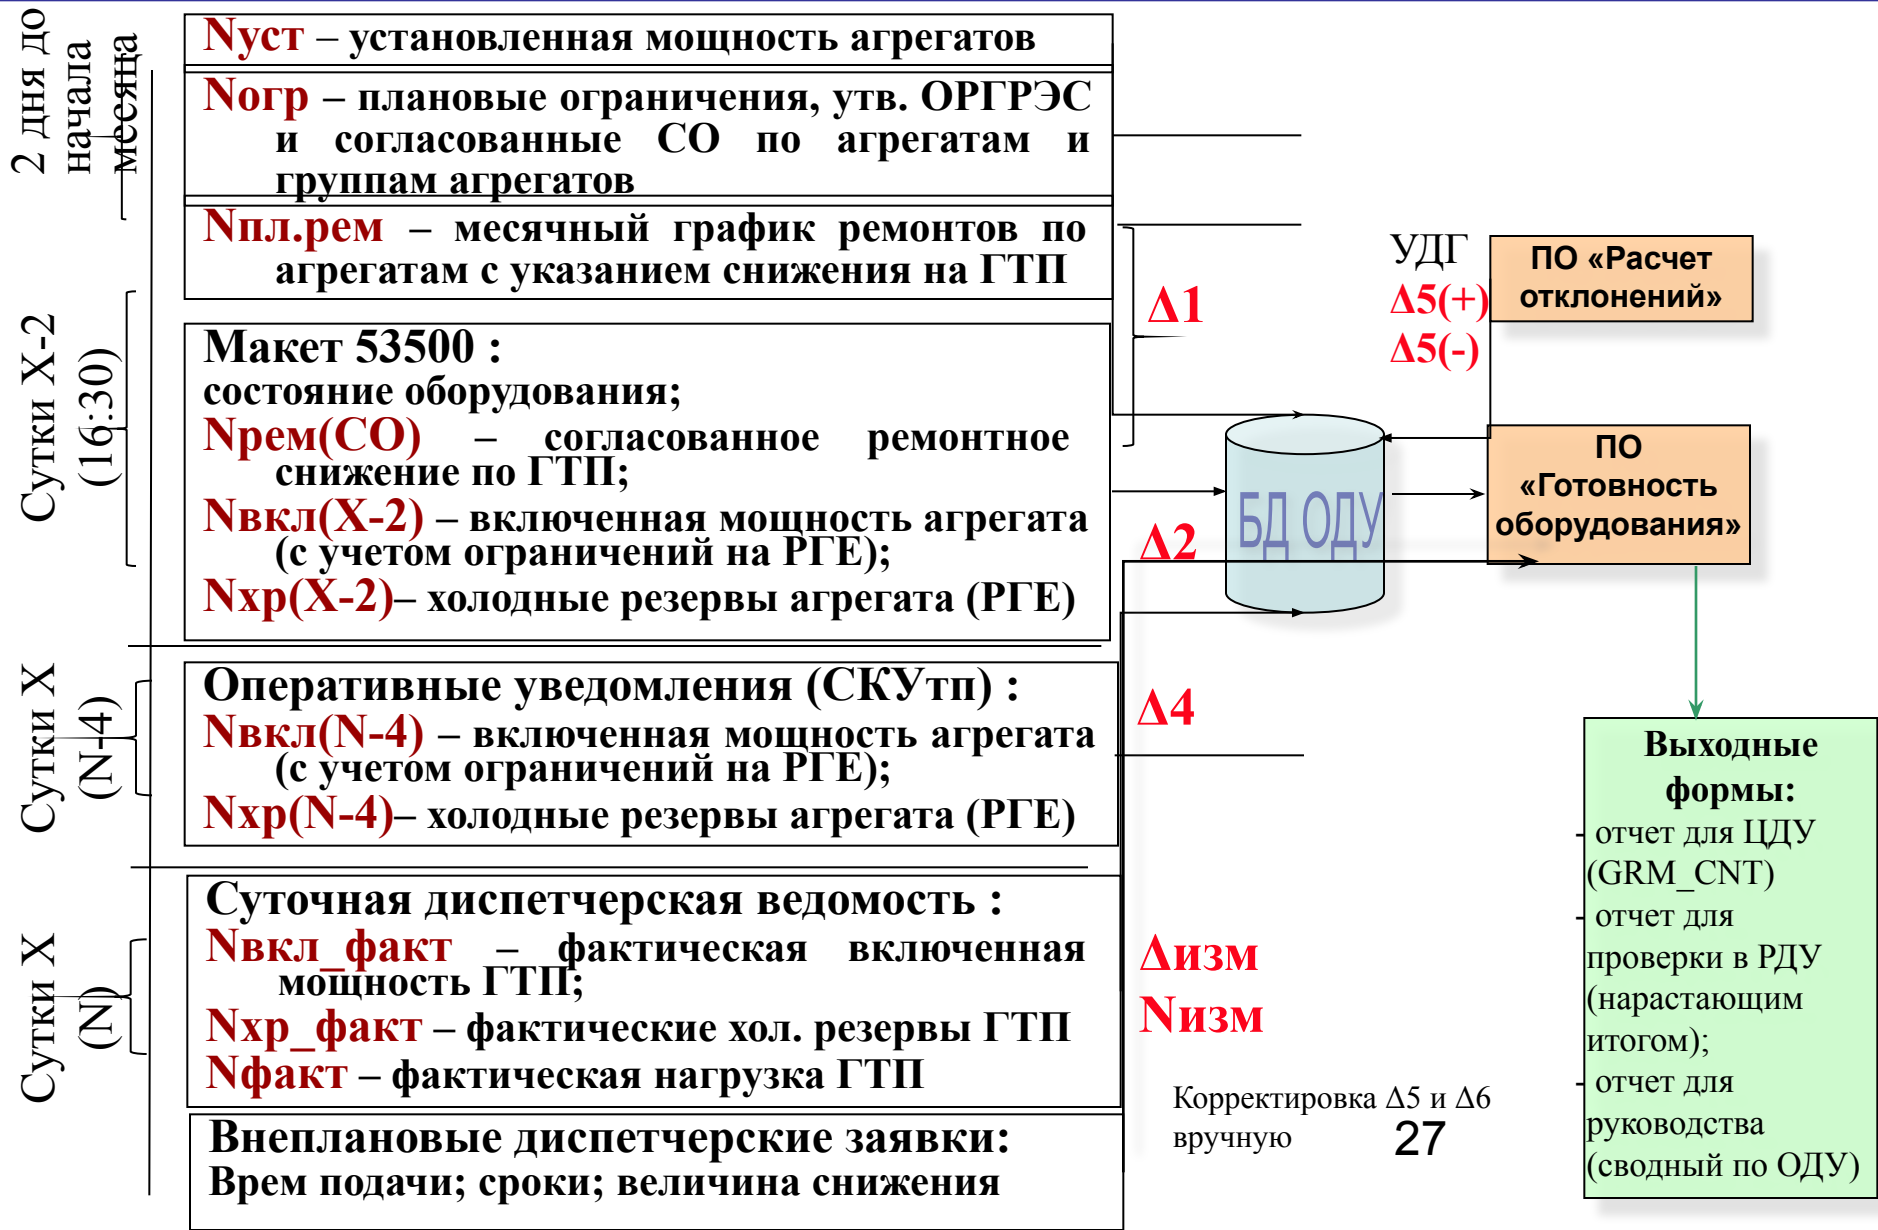 2 дня до
начала
месяца
Nуст – установленная мощность агрегатов
Nогр – плановые ограничения, утв. ОРГРЭС
и согласованные СО по агрегатам и
группам агрегатов
Nпл.рем – месячный график ремонтов по
агрегатам с указанием снижения на ГТП
Сутки Х-2
(16:30)
Макет 53500 :
состояние оборудования;
Nрем(СО) – согласованное ремонтное
снижение по ГТП;
Nвкл(Х-2) – включенная мощность агрегата
(с учетом ограничений на РГЕ);
Nхр(Х-2)– холодные резервы агрегата (РГЕ)
Сутки Х
(N-4)
Оперативные уведомления (СКУтп) :
Nвкл(N-4) – включенная мощность агрегата
(с учетом ограничений на РГЕ);
Nхр(N-4)– холодные резервы агрегата (РГЕ)
Сутки Х
(N)
Суточная диспетчерская ведомость :
Nвкл_факт – фактическая включенная
мощность ГТП;
Nхр_факт – фактические хол. резервы ГТП
Nфакт – фактическая нагрузка ГТП
Внеплановые диспетчерские заявки:
Врем подачи; сроки; величина снижения
Δ1
Δ2
Δ4
Δизм
Nизм
УДГ
Δ5(+)
Δ5(-)
ПО «Расчет
отклонений»
БД ОДУ
ПО
«Готовность
оборудования»
Выходные
формы:
- отчет для ЦДУ
(GRM_CNT)
- отчет для
проверки в РДУ
(нарастающим
итогом);
- отчет для
руководства
(сводный по ОДУ)
Корректировка Δ5 и Δ6
вручную
27